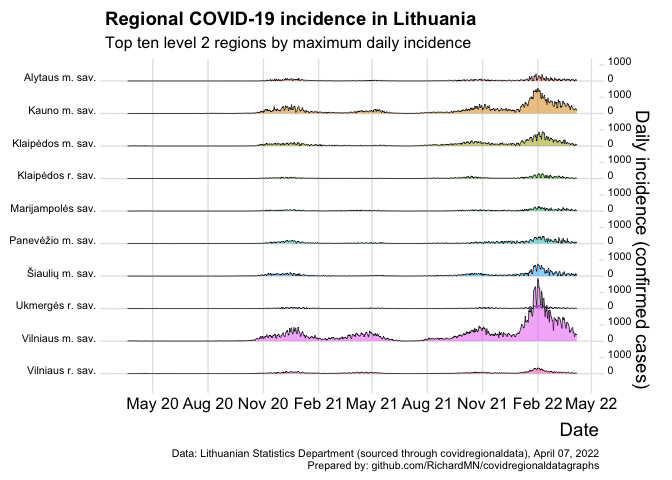 Regional COVID-19 incidence in Lithuania
Top ten level 2 regions by maximum daily incidence
Alytaus m. sav.
Kauno m. sav.
Klaipėdos m. sav.
Klaipėdos r. sav.
Marijampolės sav.
Panevėžio m. sav.
Šiaulių m. sav.
Ukmergės r. sav.
Vilniaus m. sav.
Vilniaus r. sav.
1000
0
1000
0
1000
0
1000
0
1000
0
1000
0
1000
0
1000
0
1000
0
1000
0
Daily incidence (confirmed cases)
May 20 Aug 20 Nov 20 Feb 21 May 21 Aug 21 Nov 21 Feb 22 May 22
Date
Data: Lithuanian Statistics Department (sourced through covidregionaldata), April 07, 2022
Prepared by: github.com/RichardMN/covidregionaldatagraphs